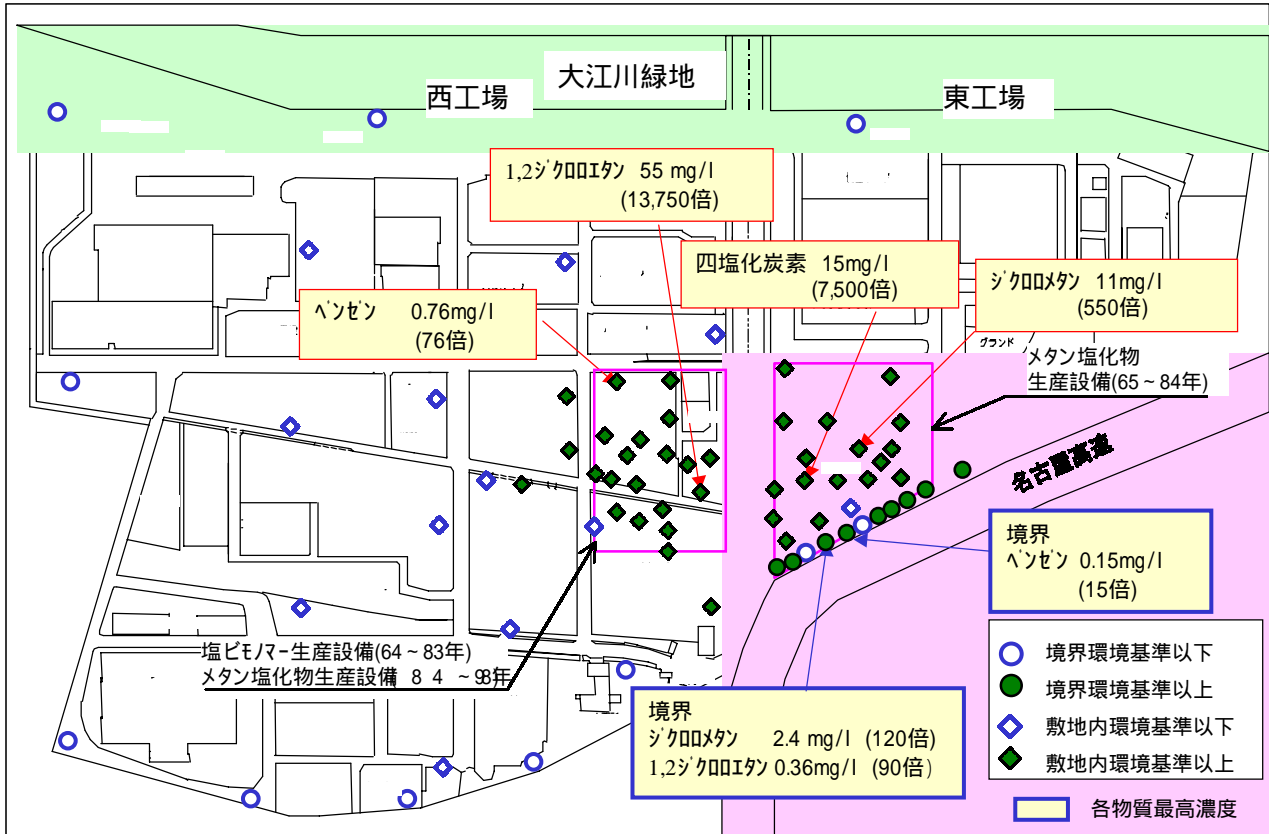 大江川緑地
西工場
東工場
1,2ｼﾞｸﾛﾛｴﾀﾝ 55 mg/l
(13,750倍)
四塩化炭素 15mg/l
(7,500倍)
ｼﾞｸﾛﾛﾒﾀﾝ 11mg/l
(550倍)
ﾍﾞﾝｾﾞﾝ 0.76mg/l
(76倍)
グランド
メタン塩化物
生産設備(65～84年)
名古屋高速
境界
ﾍﾞﾝｾﾞﾝ 0.15mg/l
(15倍)
塩ビﾓﾉﾏｰ生産設備(64～83年)
メタン塩化物生産設備 ８４ ～98年
境界
ｼﾞｸﾛﾛﾒﾀﾝ 2.4 mg/l (120倍)
1,2ｼﾞｸﾛﾛｴﾀﾝ 0.36mg/l (90倍)
境界環境基準以下
境界環境基準以上
敷地内環境基準以下
敷地内環境基準以上
各物質最高濃度